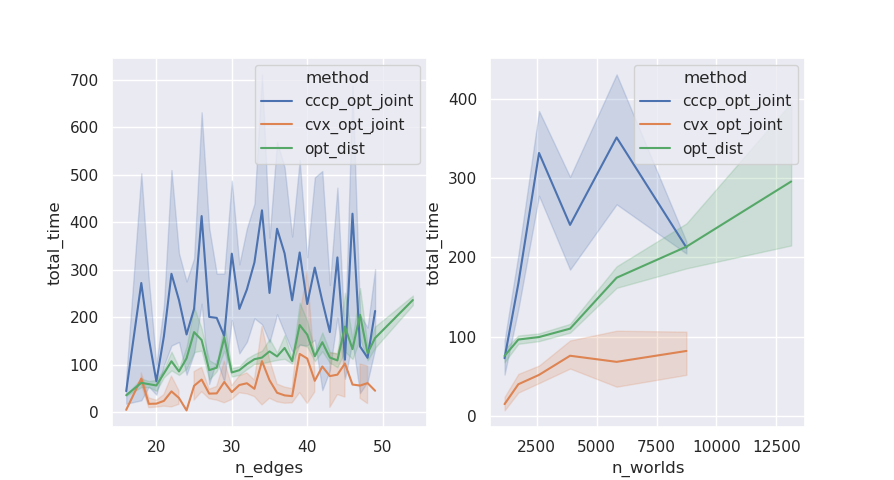 total_time
700
600
500
400
300
200
100
0
20
30
40
50
n_edges
method
cccp_opt_joint
cvx_opt_joint
opt_dist
total_time
400
300
200
100
0
2500
5000
7500
10000
12500
n_worlds
method
cccp_opt_joint
cvx_opt_joint
opt_dist